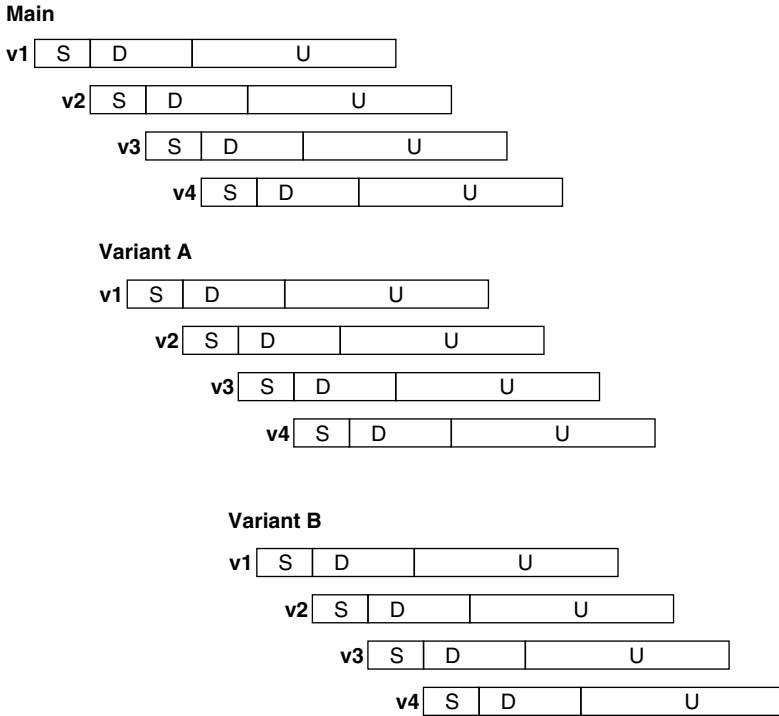 Main
v1 S D U
v2 S D U
v3 S D U
v4 S D U
Variant A
v1 S D U
v2 S D U
v3 S D U
v4 S D U
Variant B
v1 S D U
v2 S D U
v3 S D U
v4 S D U